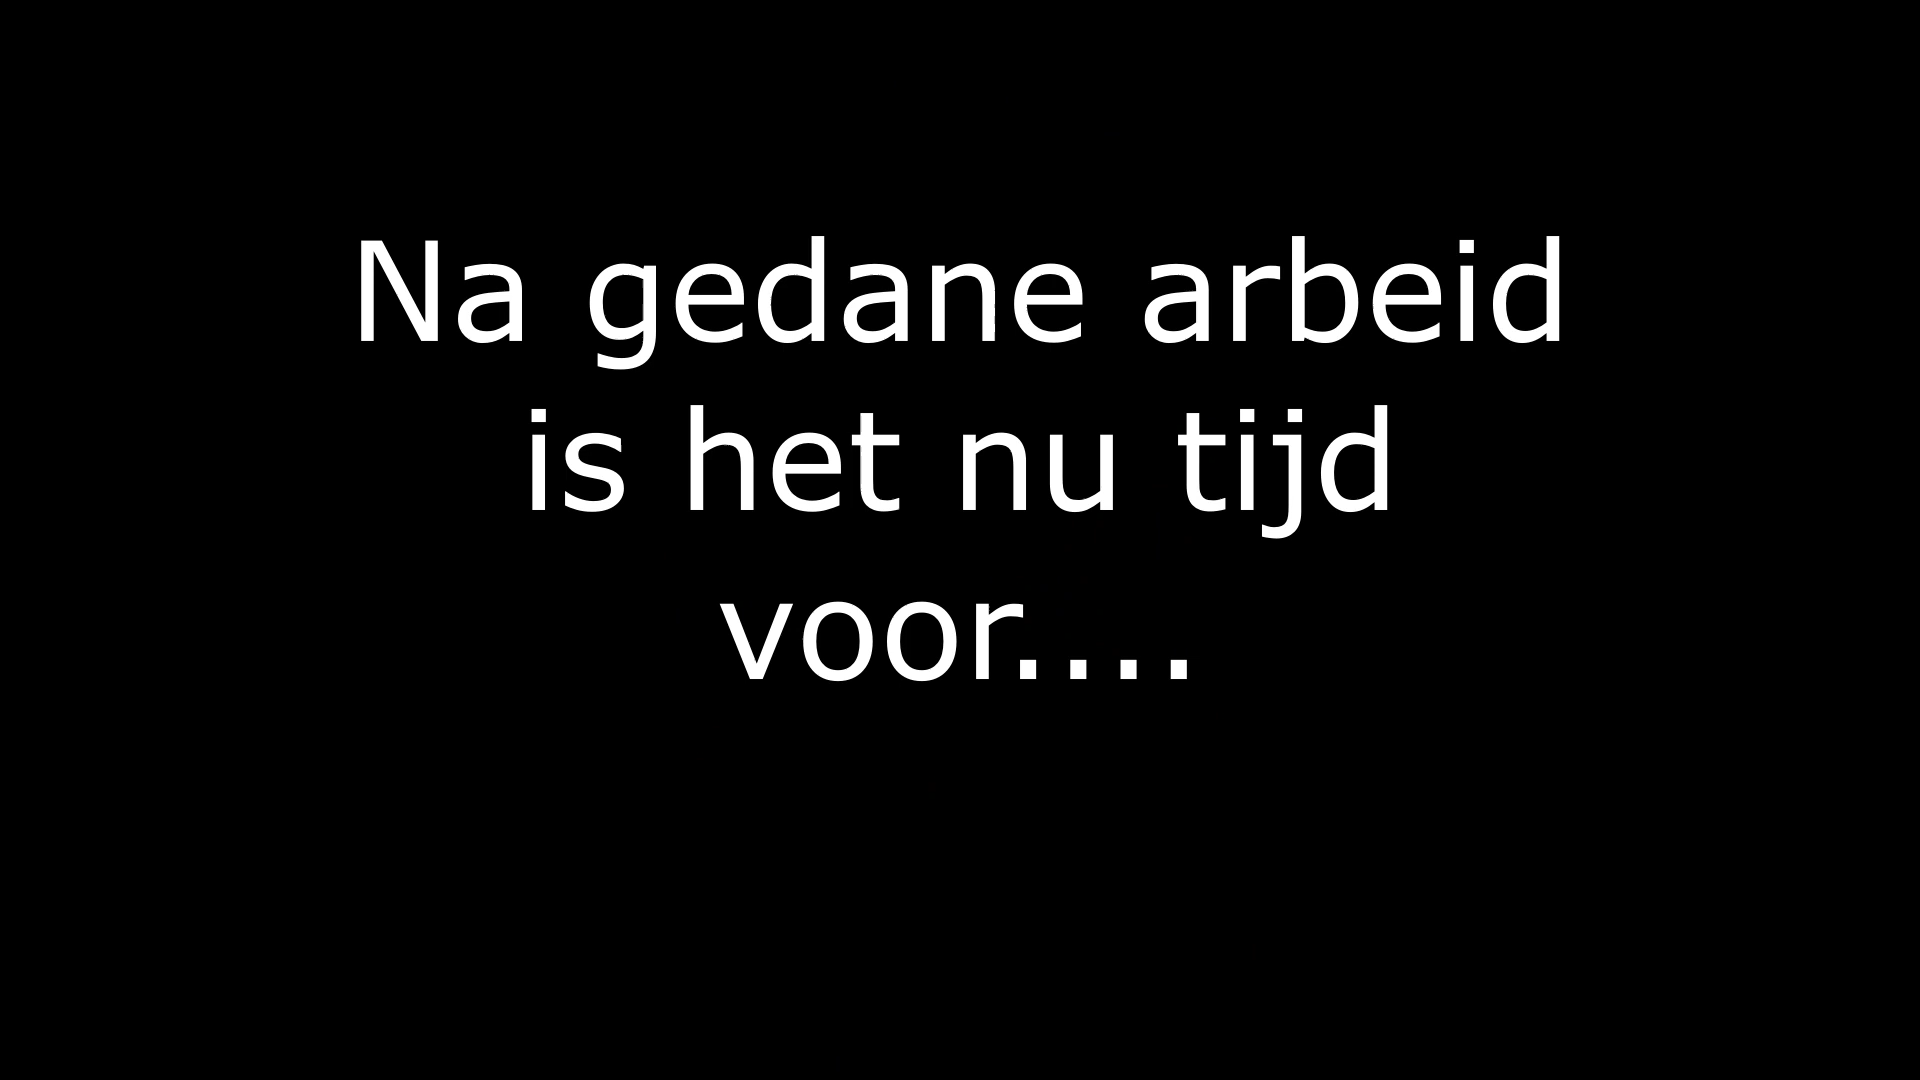 Na gedane arbeid
is het nu tijd
voor....